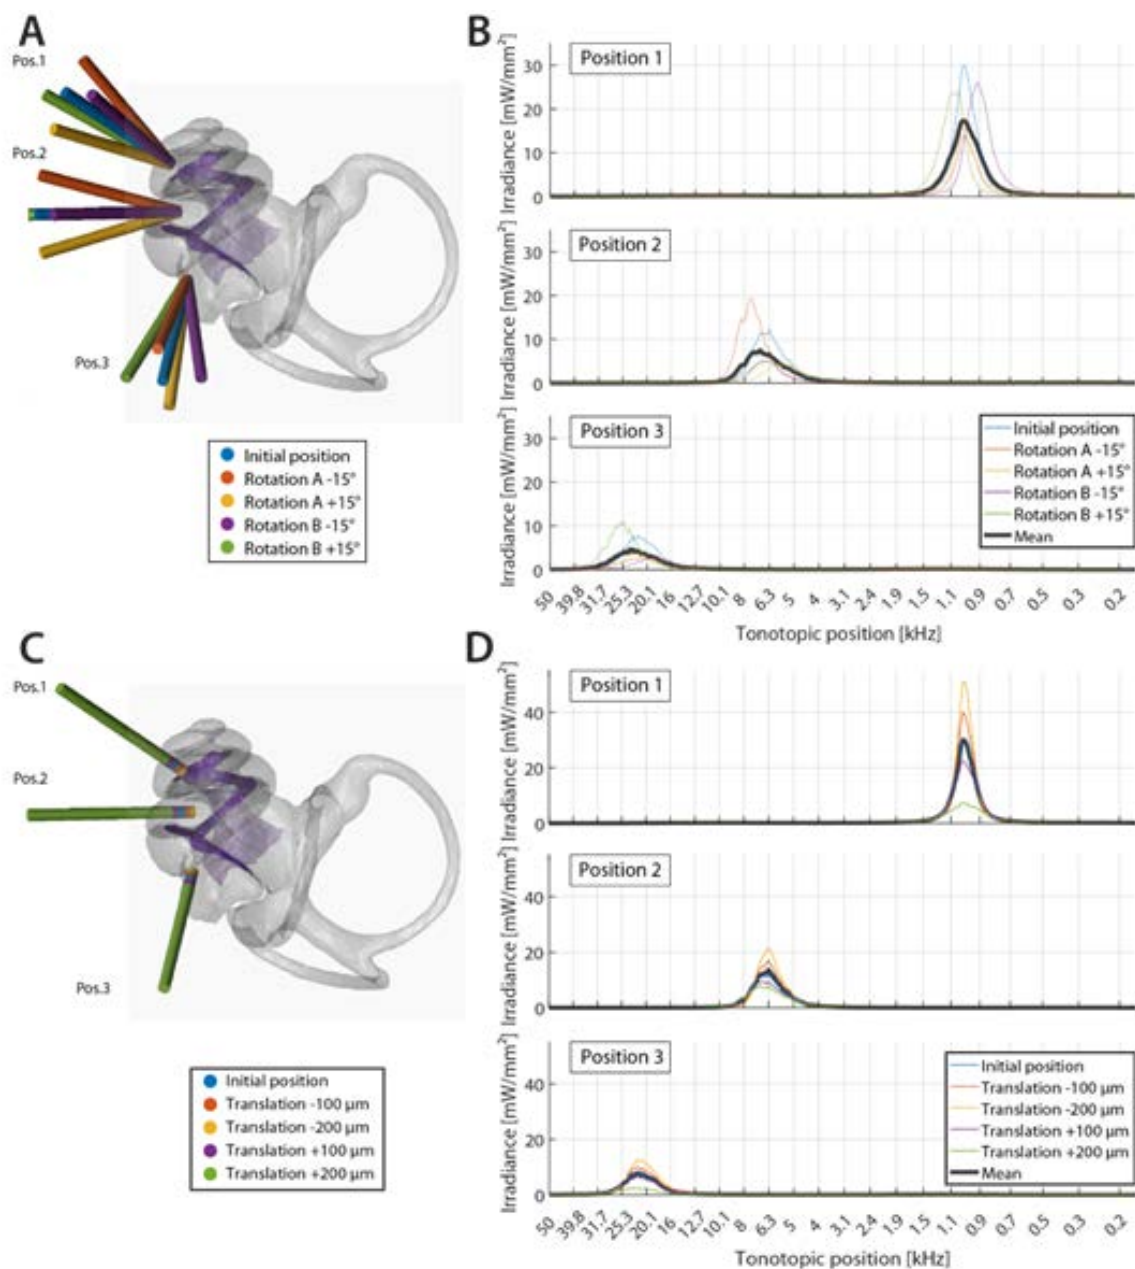 A
Pos.1
Pos.2
Pos.3
Initial position
Rotation A -15°
Rotation A +15°
Rotation B -15°
Rotation B +15°
B
Irradiance [mW/mm²]
30
20
10
0
Position 1
Irradiance [mW/mm²]
30
20
10
0
Position 2
Irradiance [mW/mm²]
30
20
10
0
Position 3
Initial position
Rotation A -15°
Rotation A +15°
Rotation B -15°
Rotation B +15°
Mean
50 39.8 31.7 25.3 20.1 16 12.7 10.1 8 6.3 5 4 3.1 2.4 1.9 1.5 1.1 0.9 0.7 0.5 0.3 0.2
Tonotopic position [kHz]
C
Pos.1
Pos.2
Pos.3
Initial position
Translation -100 µm
Translation -200 µm
Translation +100 µm
Translation +200 µm
D
Irradiance [mW/mm²]
40
20
0
Position 1
Irradiance [mW/mm²]
40
20
0
Position 2
Irradiance [mW/mm²]
40
20
0
Position 3
Initial position
Translation -100 µm
Translation -200 µm
Translation +100 µm
Translation +200 µm
Mean
50 39.8 31.7 25.3 20.1 16 12.7 10.1 8 6.3 5 4 3.1 2.4 1.9 1.5 1.1 0.9 0.7 0.5 0.3 0.2
Tonotopic position [kHz]